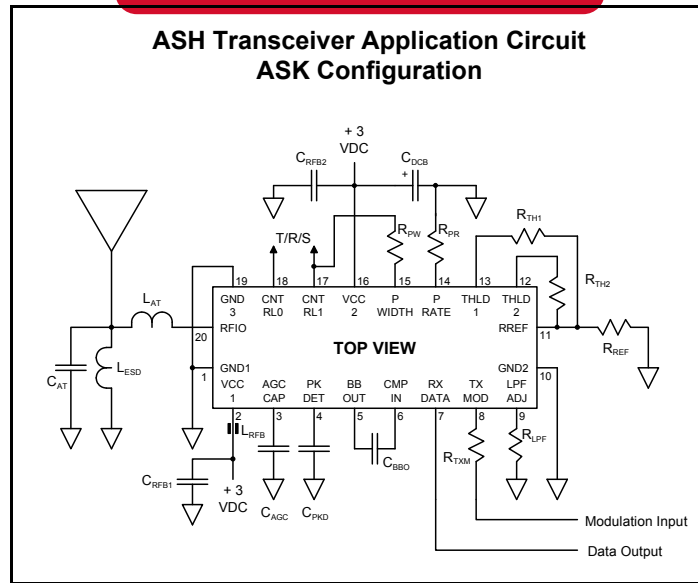 ASH Transceiver Application Circuit
ASK Configuration
+ 3
VDC
CRFB2
CDCB
+
T/R/S
RPW
RPR
RTH1
RTH2
19
18
17
16
15
14
13
12
GND
3
CNT
RL0
CNT
RL1
VCC
2
P
WIDTH
P
RATE
THLD
1
THLD
2
LAT
20
RFIO
RREF
11
RREF
TOP VIEW
CAT
LESD
1
GND1
GND2
10
VCC
1
AGC
CAP
PK
DET
BB
OUT
CMP
IN
RX
DATA
TX
MOD
LPF
ADJ
2
3
4
5
6
7
8
9
LRFB
CBBO
RTXM
RLPF
CRFB1
+ 3
VDC
CAGC
CPKD
Modulation Input
Data Output